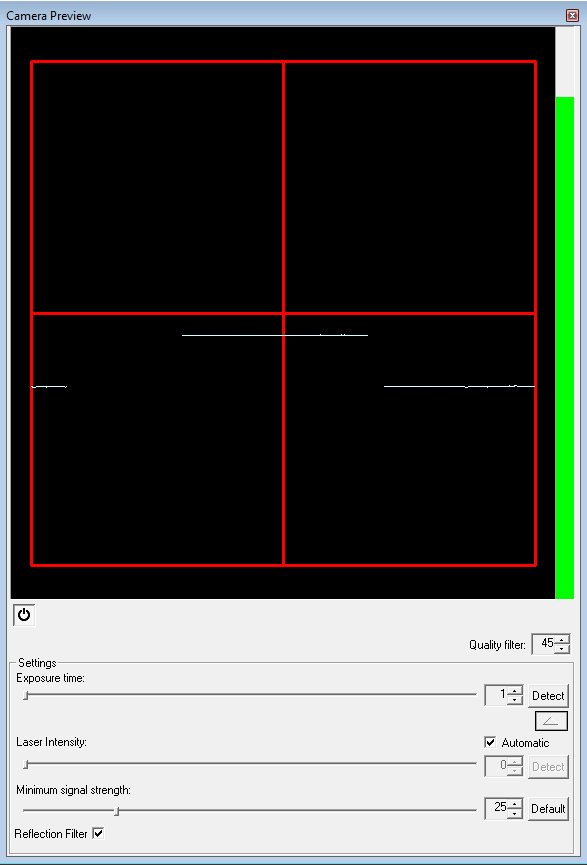 Camera Preview
Quality filter: 45
Settings
Exposure time:
1 Detect
Laser Intensity: Automatic
0 Detect
Minimum signal strength:
25 Default
Reflection Filter